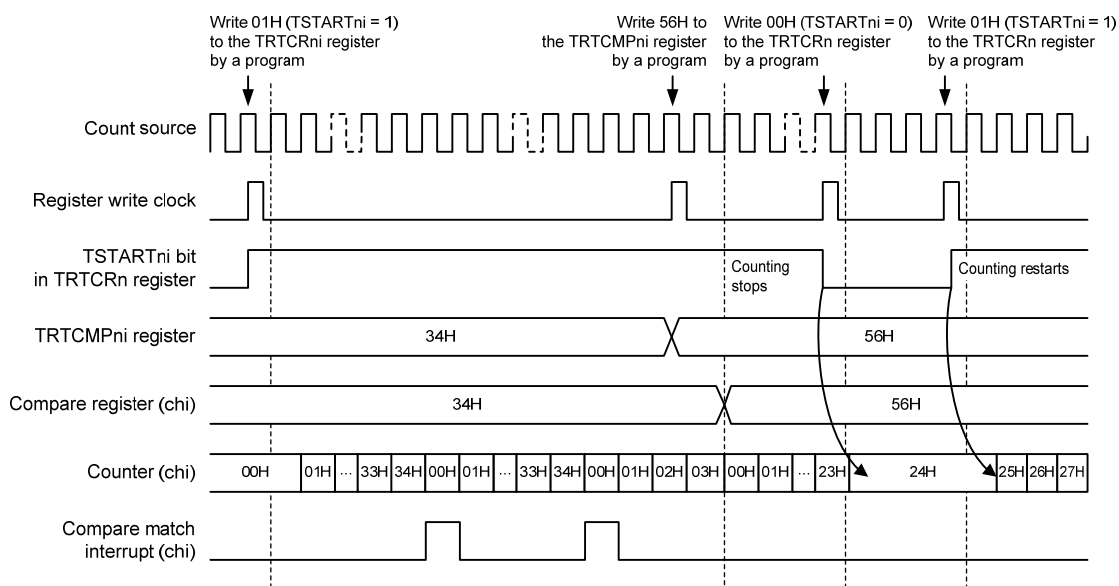 Write 01H (TSTARTni = 1)
to the TRTCRni register
by a program
Write 56H to
the TRTCMPni register
by a program
Write 00H (TSTARTni = 0)
to the TRTCRn register
by a program
Write 01H (TSTARTni = 1)
to the TRTCRn register
by a program
Count source
Register write clock
TSTARTni bit
in TRTCRn register
Counting
stops
Counting restarts
TRTCMPni register
34H
56H
Compare register (chi)
34H
56H
Counter (chi)
00H 01H ... 33H 34H 00H 01H ... 33H 34H 00H 01H 02H 03H 00H 01H ... 23H 24H 25H 26H 27H
Compare match
interrupt (chi)